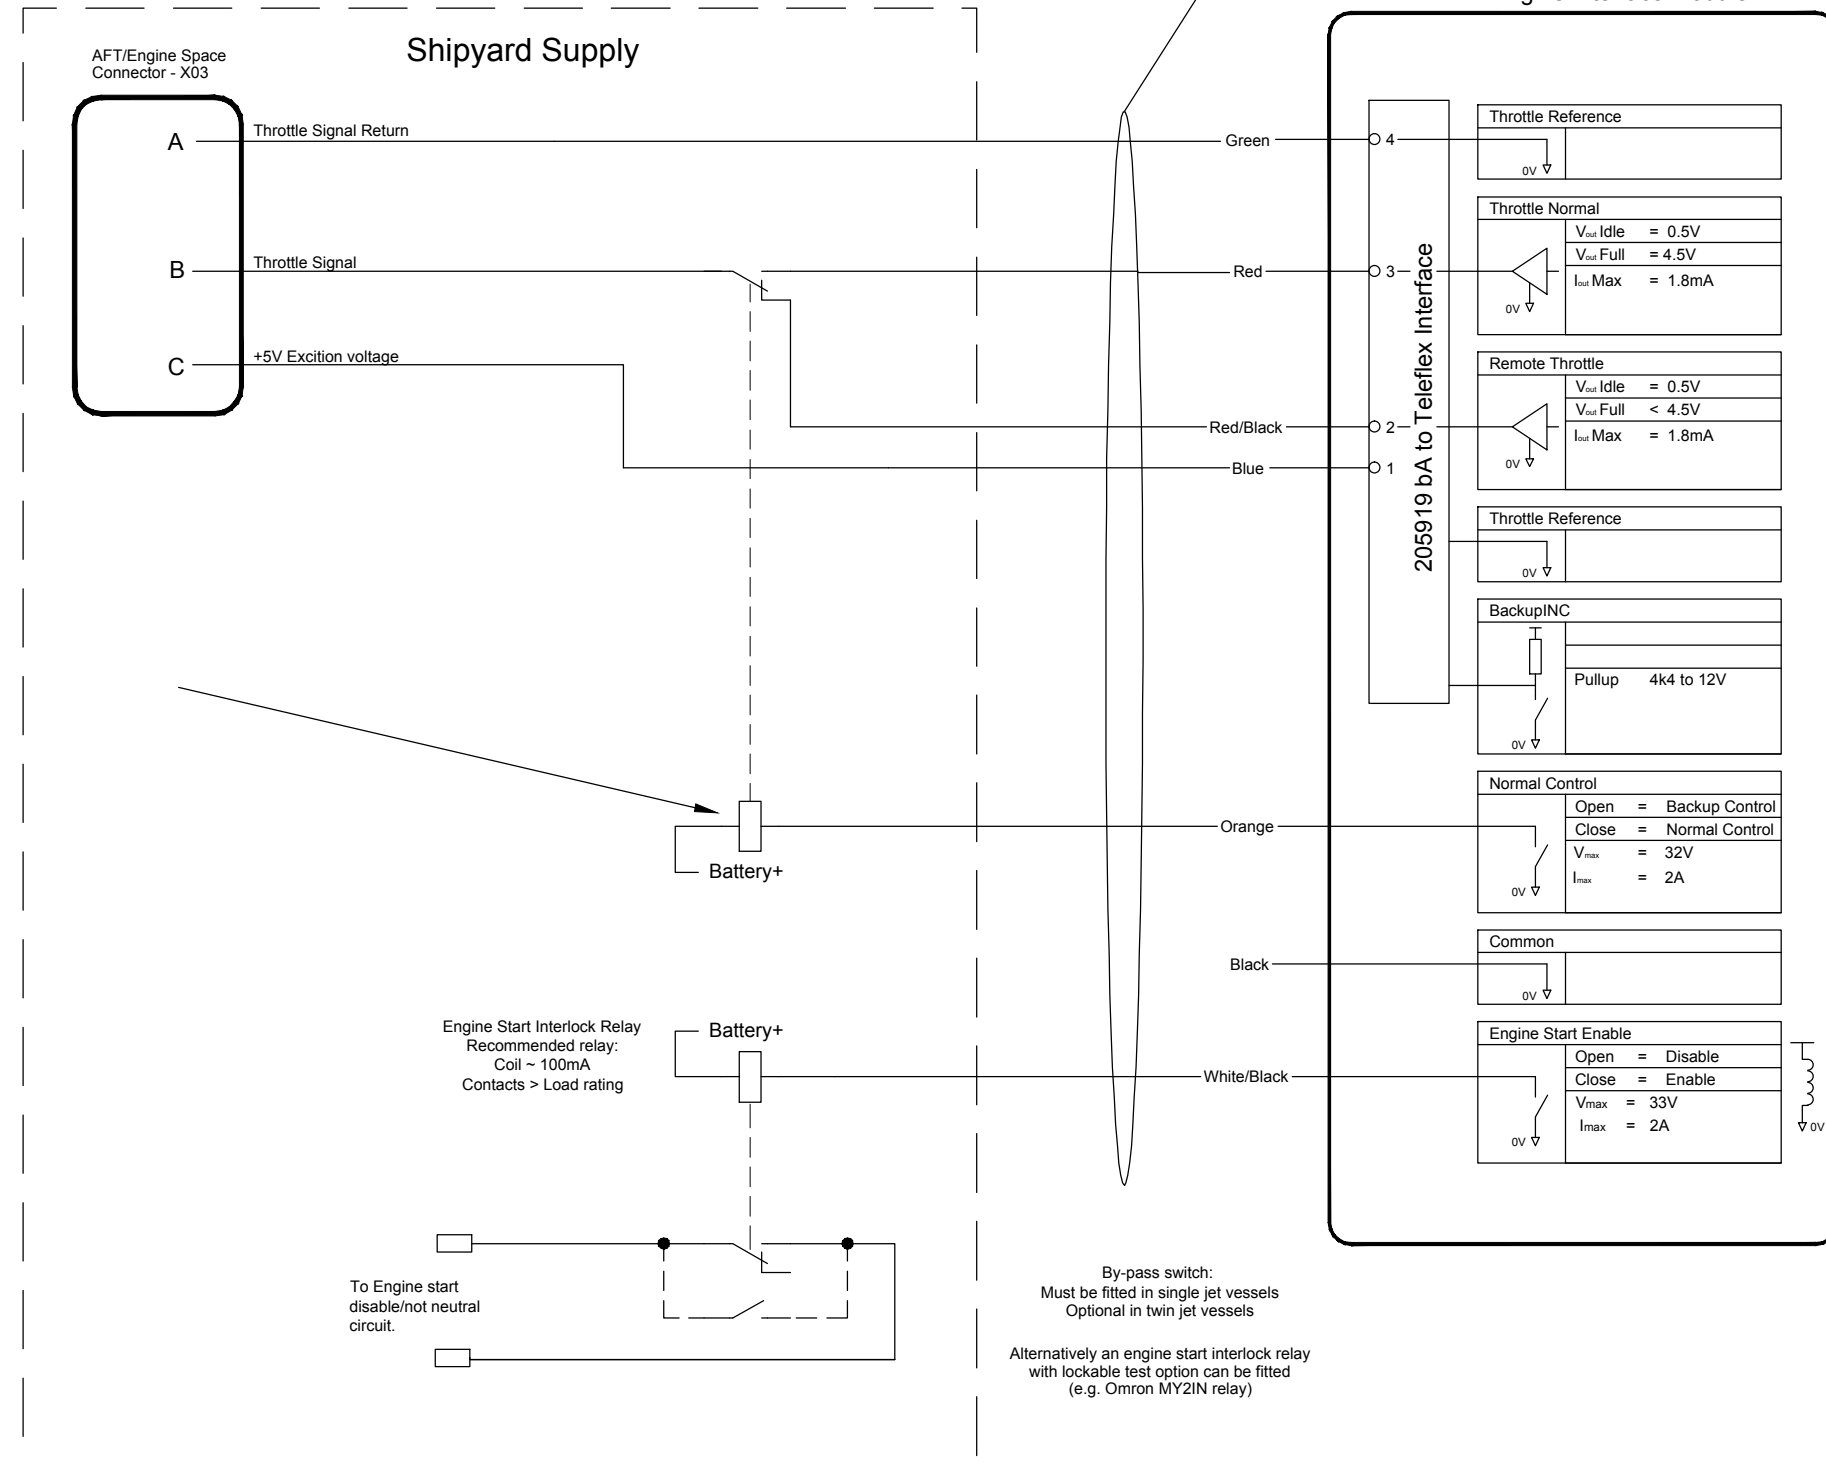 Shipyard Supply
AFT/Engine Space
Connector - X03
A
Throttle Signal Return
B
Throttle Signal
C
+5V Excition voltage
Green
Red
Red/Black
Blue
Orange
Black
White/Black
4
3
2
1
205919 bA to Teleflex Interface
Throttle Reference
0V
Throttle Normal
Vout Idle = 0.5V
Vout Full = 4.5V
Iout Max = 1.8mA
0V
Remote Throttle
Vout Idle = 0.5V
Vout Full < 4.5V
Iout Max = 1.8mA
0V
Throttle Reference
0V
BackupINC
Pullup 4k4 to 12V
0V
Normal Control
Open = Backup Control
Close = Normal Control
Vmax = 32V
Imax = 2A
0V
Common
0V
Engine Start Enable
Open = Disable
Close = Enable
Vmax = 33V
Imax = 2A
0V
0V
Battery+
Battery+
Engine Start Interlock Relay
Recommended relay:
Coil ~ 100mA
Contacts > Load rating
To Engine start
disable/not neutral
circuit.
By-pass switch:
Must be fitted in single jet vessels
Optional in twin jet vessels
Alternatively an engine start interlock relay
with lockable test option can be fitted
(e.g. Omron MY2IN relay)